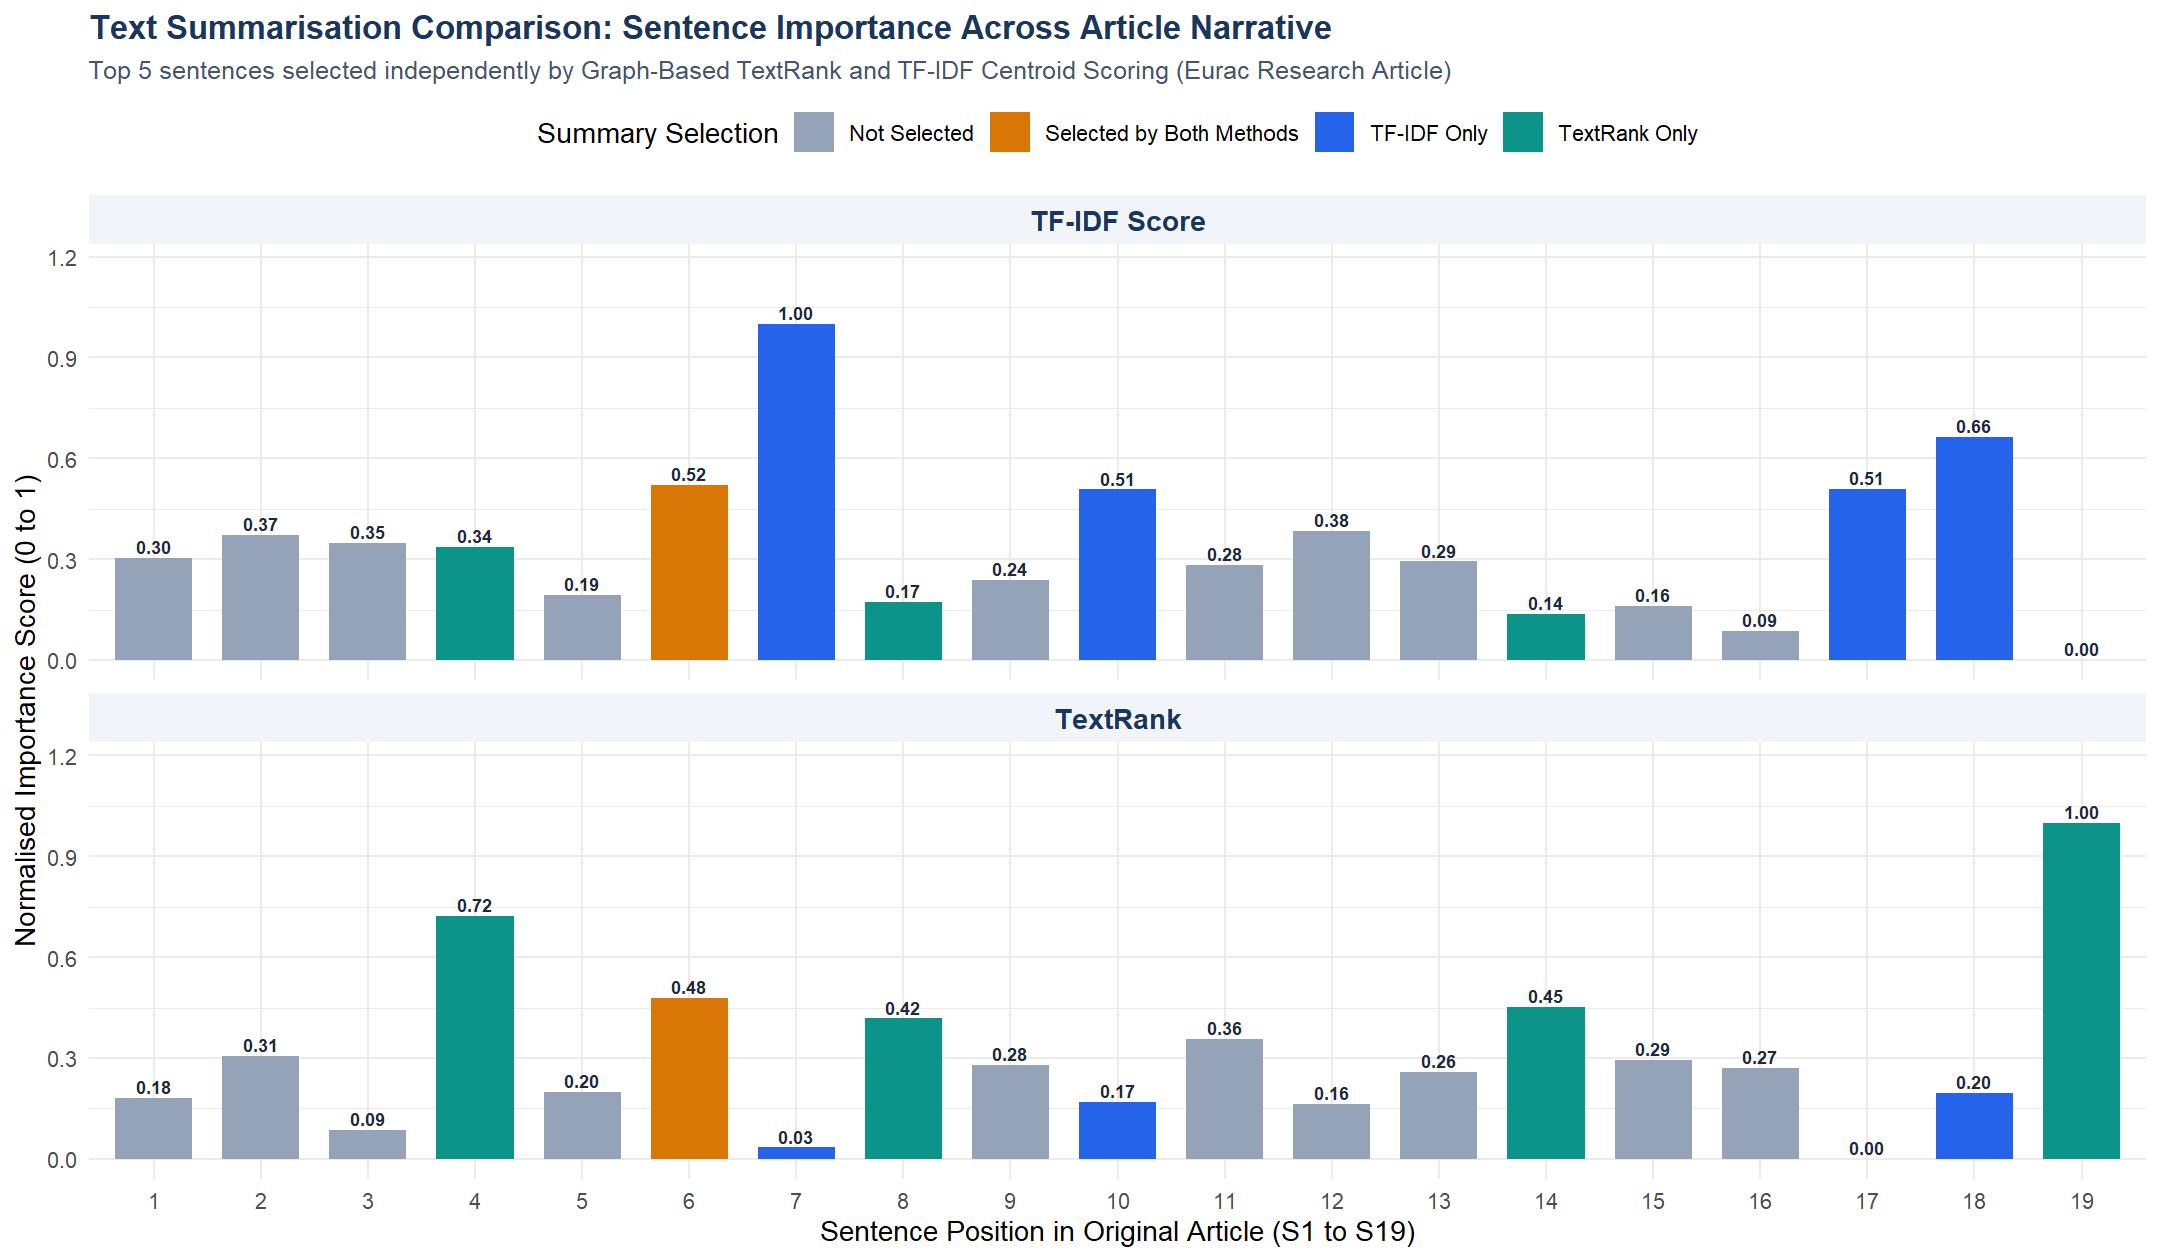 Text Summarisation Comparison: Sentence Importance Across Article Narrative
Top 5 sentences selected independently by Graph-Based TextRank and TF-IDF Centroid Scoring (Eurac Research Article)
Summary Selection Not Selected Selected by Both Methods TF-IDF Only TextRank Only
Normalised Importance Score (0 to 1)
TF-IDF Score
1.2
0.9
0.6
0.3
0.0
0.30 0.37 0.35 0.34 0.19 0.52 1.00 0.17 0.24 0.51 0.28 0.38 0.29 0.14 0.16 0.09 0.51 0.66 0.00
TextRank
1.2
0.9
0.6
0.3
0.0
0.18 0.31 0.09 0.72 0.20 0.48 0.03 0.42 0.28 0.17 0.36 0.16 0.26 0.45 0.29 0.27 0.00 0.20 1.00
1 2 3 4 5 6 7 8 9 10 11 12 13 14 15 16 17 18 19
Sentence Position in Original Article (S1 to S19)